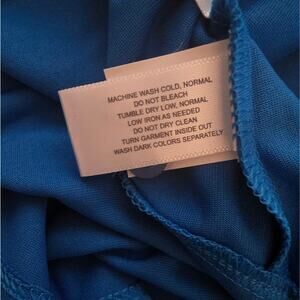 MACHINE WASH COLD, NORMAL
DO NOT BLEACH
TUMBLE DRY LOW, NORMAL
LOW IRON AS NEEDED
DO NOT DRY CLEAN
TURN GARMENT INSIDE OUT
WASH DARK COLORS SEPARATELY